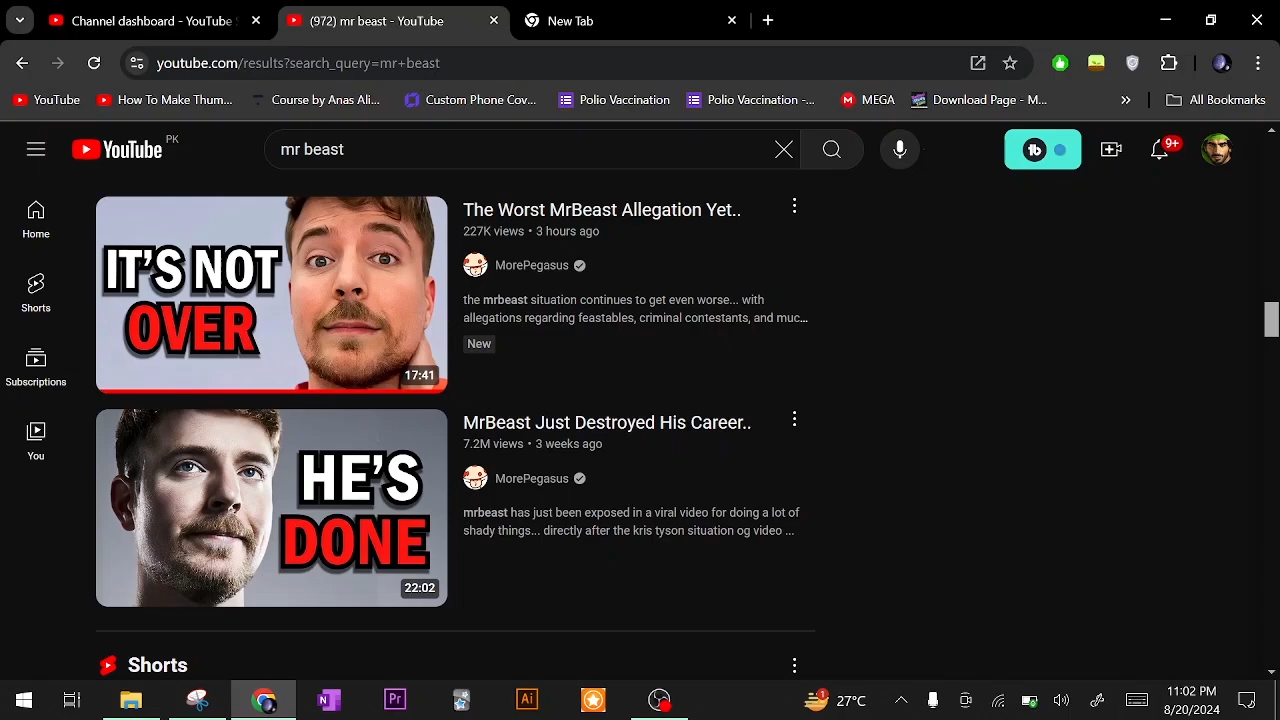 Channel dashboard - YouTube S
(972) mr beast - YouTube
New Tab
youtube.com/results?search_query=mr+beast
YouTube
How To Make Thum...
Course by Anas Ali...
Custom Phone Cov...
Polio Vaccination
Polio Vaccination -...
MEGA
Download Page - M...
All Bookmarks
YouTube PK
mr beast
9+
Home
Shorts
Subscriptions
You
IT'S NOT
OVER
17:41
The Worst MrBeast Allegation Yet..
227K views • 3 hours ago
MorePegasus
the mrbeast situation continues to get even worse... with
allegations regarding feastables, criminal contestants, and muc...
New
HE'S
DONE
22:02
MrBeast Just Destroyed His Career..
7.2M views • 3 weeks ago
MorePegasus
mrbeast has just been exposed in a viral video for doing a lot of
shady things... directly after the kris tyson situation og video ...
Shorts
N
Pr
Ai
1
27°C
11:02 PM
8/20/2024